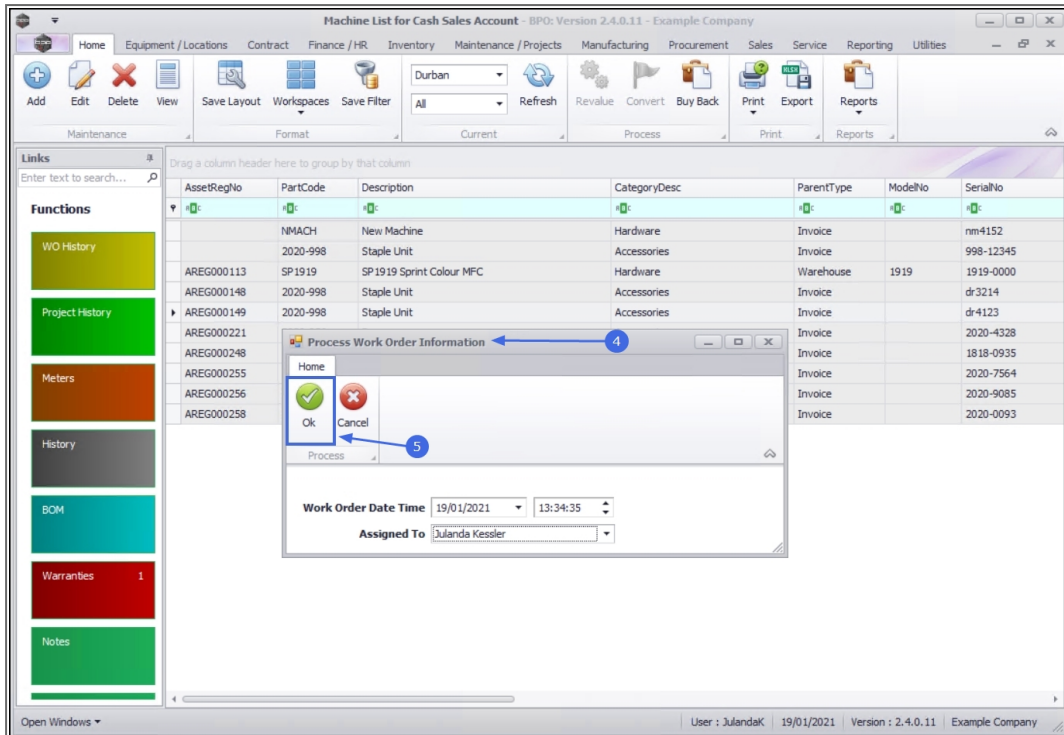 Machine List for Cash Sales Account - BPO: Version 2.4.0.11 - Example Company
Home Equipment / Locations Contract Finance / HR Inventory Maintenance / Projects Manufacturing Procurement Sales Service Reporting Utilities
Add Edit Delete View Save Layout Workspaces Save Filter Durban All Refresh Revalue Convert Buy Back Print Export Reports
Maintenance Format Current Process Print Reports
Links
Enter text to search...
Functions
WO History
Project History
Meters
History
BOM
Warranties 1
Notes
Drag a column header here to group by that column
AssetRegNo PartCode Description CategoryDesc ParentType ModelNo SerialNo
NMACH New Machine Hardware Invoice nm4152
2020-998 Staple Unit Accessories Invoice 998-12345
AREG000113 SP1919 SP1919 Sprint Colour MFC Hardware Warehouse 1919 1919-0000
AREG000148 2020-998 Staple Unit Accessories Invoice dr3214
AREG000149 2020-998 Staple Unit Accessories Invoice dr4123
AREG000221 Invoice 2020-4328
AREG000248 Invoice 1818-0935
AREG000255 Invoice 2020-7564
AREG000256 Invoice 2020-9085
AREG000258 Invoice 2020-0093
Process Work Order Information 4
Home
Ok Cancel
5
Process
Work Order Date Time 19/01/2021 13:34:35
Assigned To Julanda Kessler
Open Windows User : JulandaK 19/01/2021 Version : 2.4.0.11 Example Company